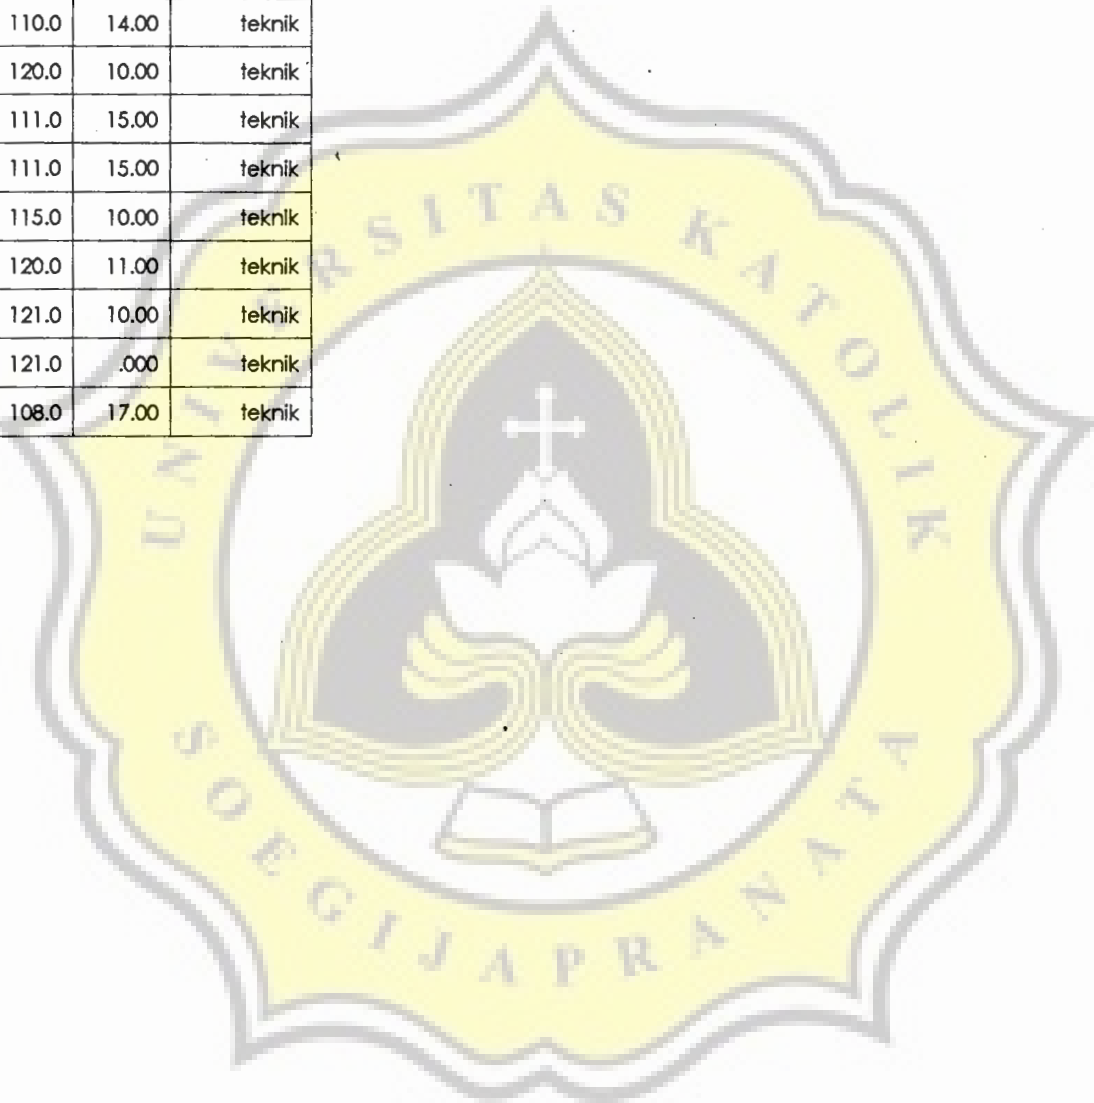 110.0 14.00 teknik
120.0 10.00 teknik
111.0 15.00 teknik
111.0 15.00 teknik
115.0 10.00 teknik
120.0 11.00 teknik
121.0 10.00 teknik
121.0 .000 teknik
108.0 17.00 teknik
UNIVERSITAS KATOLIK
SOEGIJAPRANATA